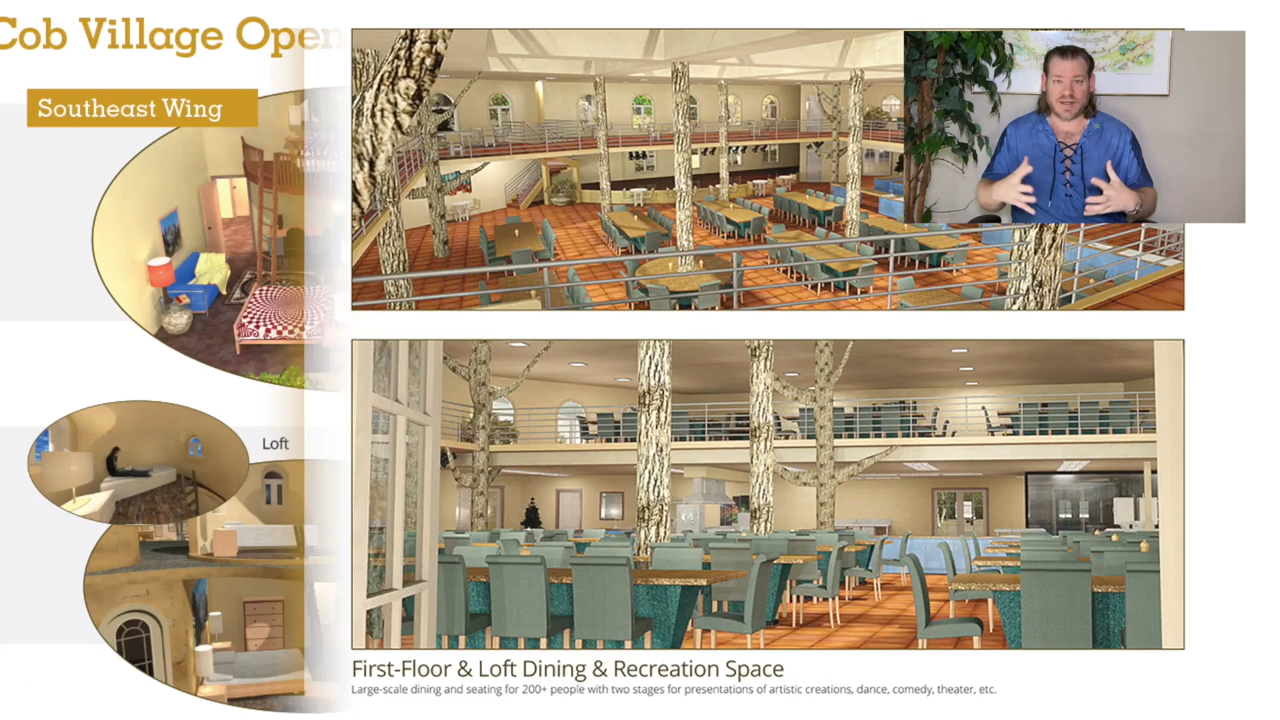 Cob Village Open
Southeast Wing
Loft
First-Floor & Loft Dining & Recreation Space
Large-scale dining and seating for 200+ people with two stages for presentations of artistic creations, dance, comedy, theater, etc.